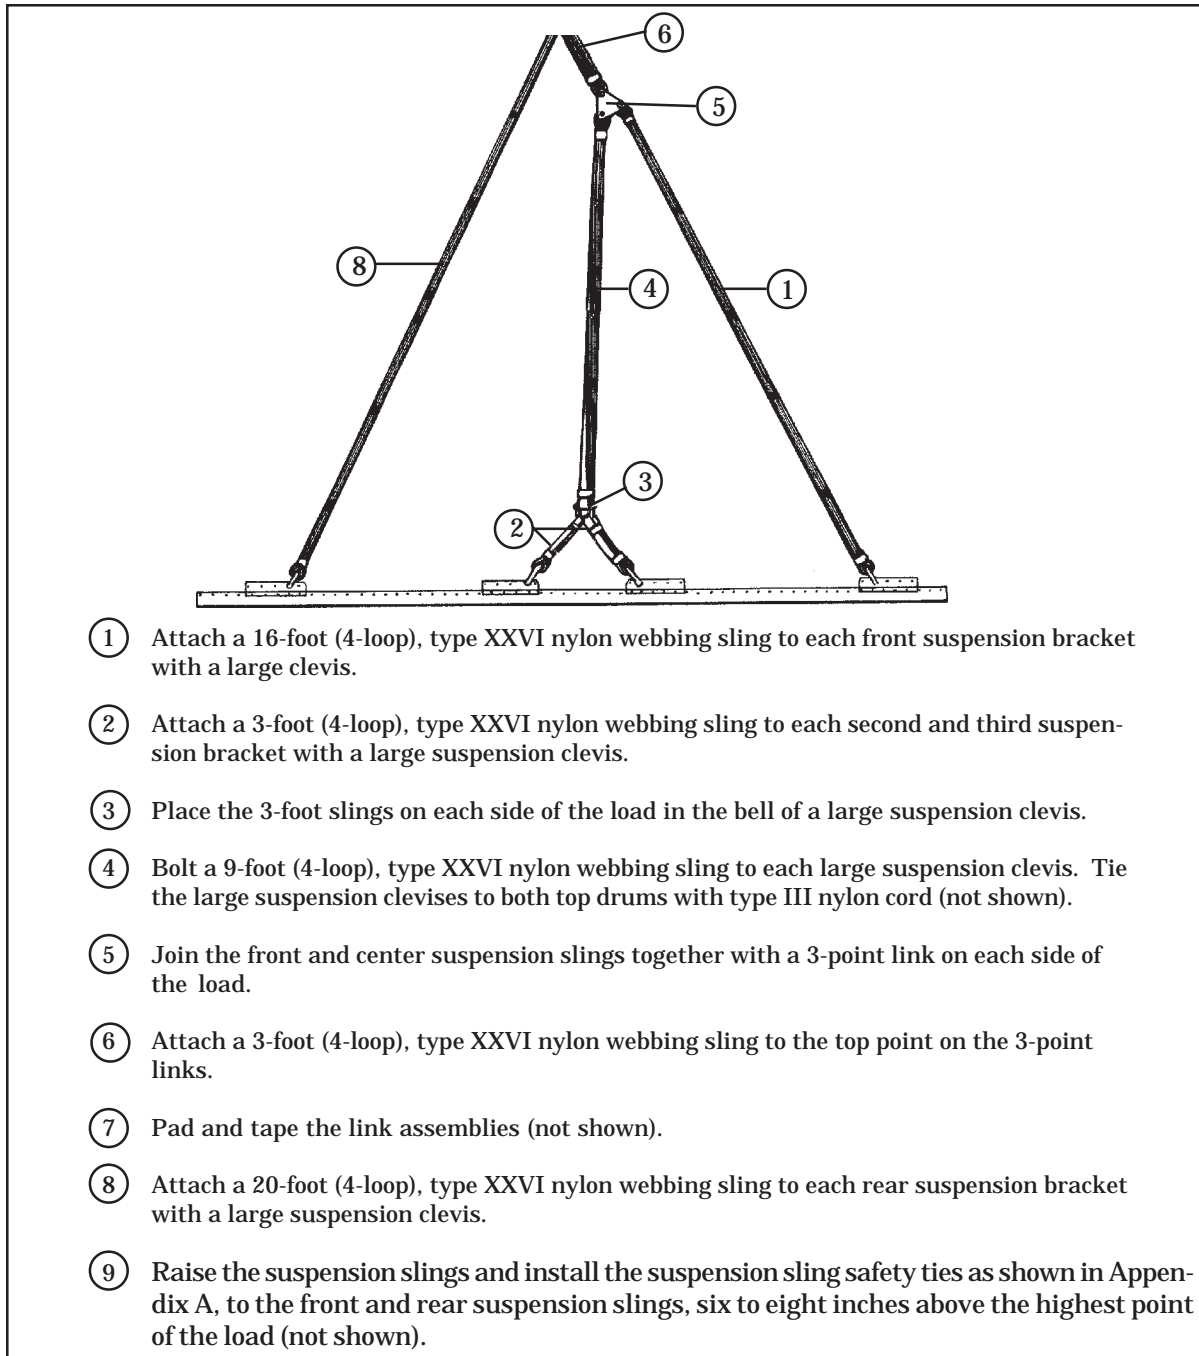 6
5
8
4
1
3
2
1 Attach a 16-foot (4-loop), type XXVI nylon webbing sling to each front suspension bracket
with a large clevis.
2 Attach a 3-foot (4-loop), type XXVI nylon webbing sling to each second and third suspen-
sion bracket with a large suspension clevis.
3 Place the 3-foot slings on each side of the load in the bell of a large suspension clevis.
4 Bolt a 9-foot (4-loop), type XXVI nylon webbing sling to each large suspension clevis. Tie
the large suspension clevises to both top drums with type III nylon cord (not shown).
5 Join the front and center suspension slings together with a 3-point link on each side of
the load.
6 Attach a 3-foot (4-loop), type XXVI nylon webbing sling to the top point on the 3-point
links.
7 Pad and tape the link assemblies (not shown).
8 Attach a 20-foot (4-loop), type XXVI nylon webbing sling to each rear suspension bracket
with a large suspension clevis.
9 Raise the suspension slings and install the suspension sling safety ties as shown in Appen-
dix A, to the front and rear suspension slings, six to eight inches above the highest point
of the load (not shown).